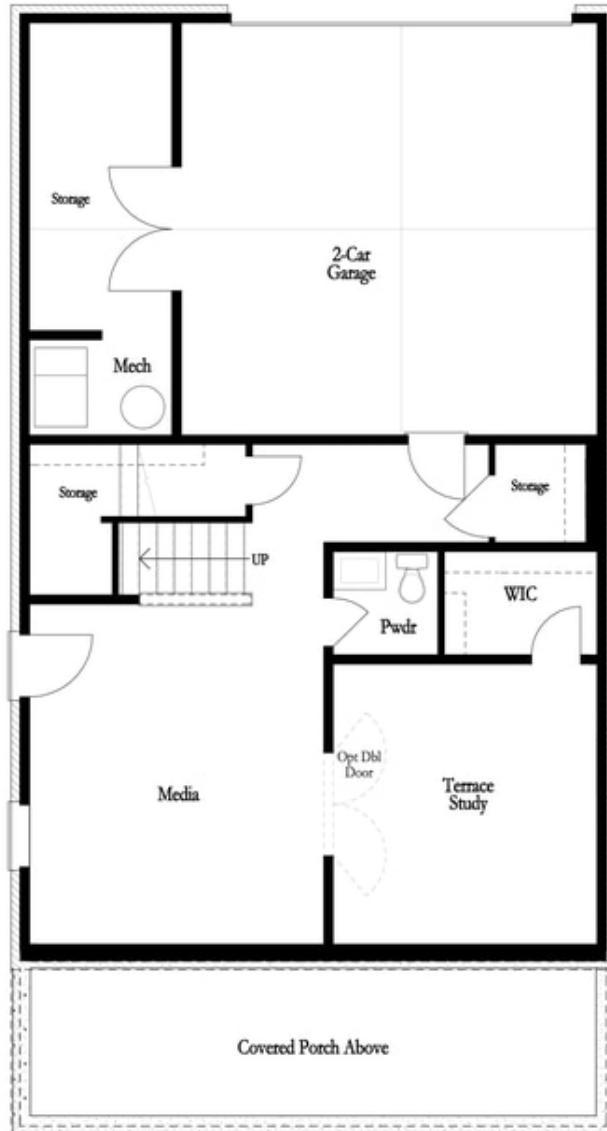 Storage
2-Car
Garage
Mech
Storage
Storage
UP
WIC
Pwdr
Opt Dbl
Door
Media
Terrace
Study
Covered Porch Above